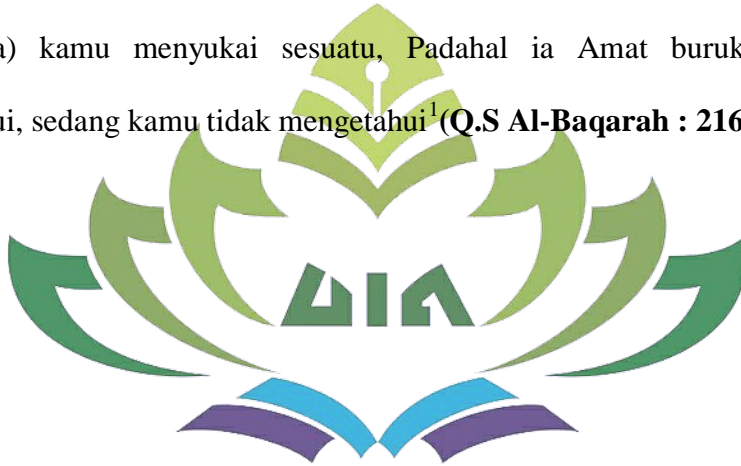 a) kamu menyukai sesuatu, Padahal ia Amat buruk
ui, sedang kamu tidak mengetahui¹(Q.S Al-Baqarah : 216
UIN